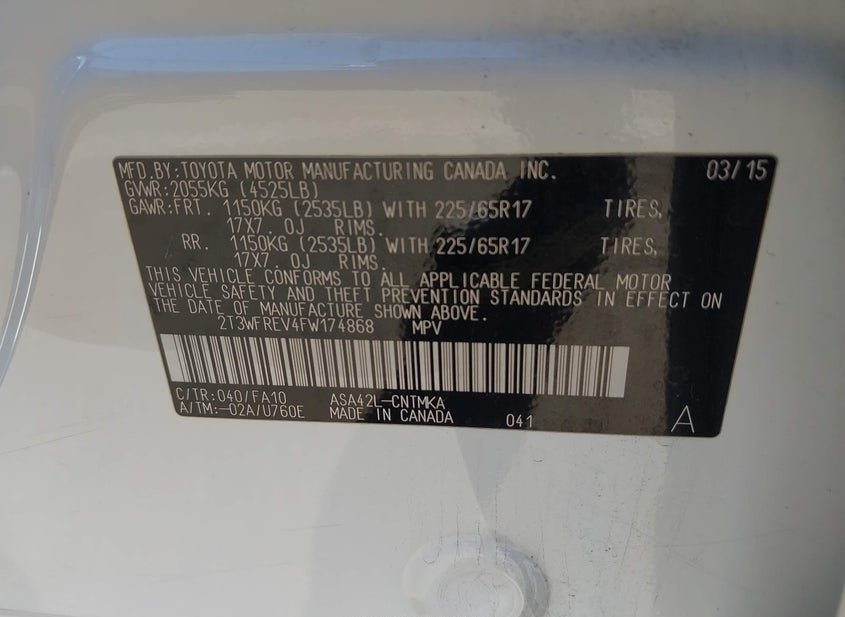 MFD.BY:TOYOTA MOTOR MANUFACTURING CANADA INC. 03/15
GVWR:2055KG (4525LB)
GAWR:FRT. 1150KG (2535LB) WITH 225/65R17 TIRES,
17X7.0J RIMS.
RR. 1150KG (2535LB) WITH 225/65R17 TIRES,
17X7.0J RIMS.
THIS VEHICLE CONFORMS TO ALL APPLICABLE FEDERAL MOTOR
VEHICLE SAFETY AND THEFT PREVENTION STANDARDS IN EFFECT ON
THE DATE OF MANUFACTURE SHOWN ABOVE.
2T3WFREV4FW174868 MPV
C/TR:040/FA10 ASA42L-CNTMKA
A/TM:-02A/U760E MADE IN CANADA 041 A